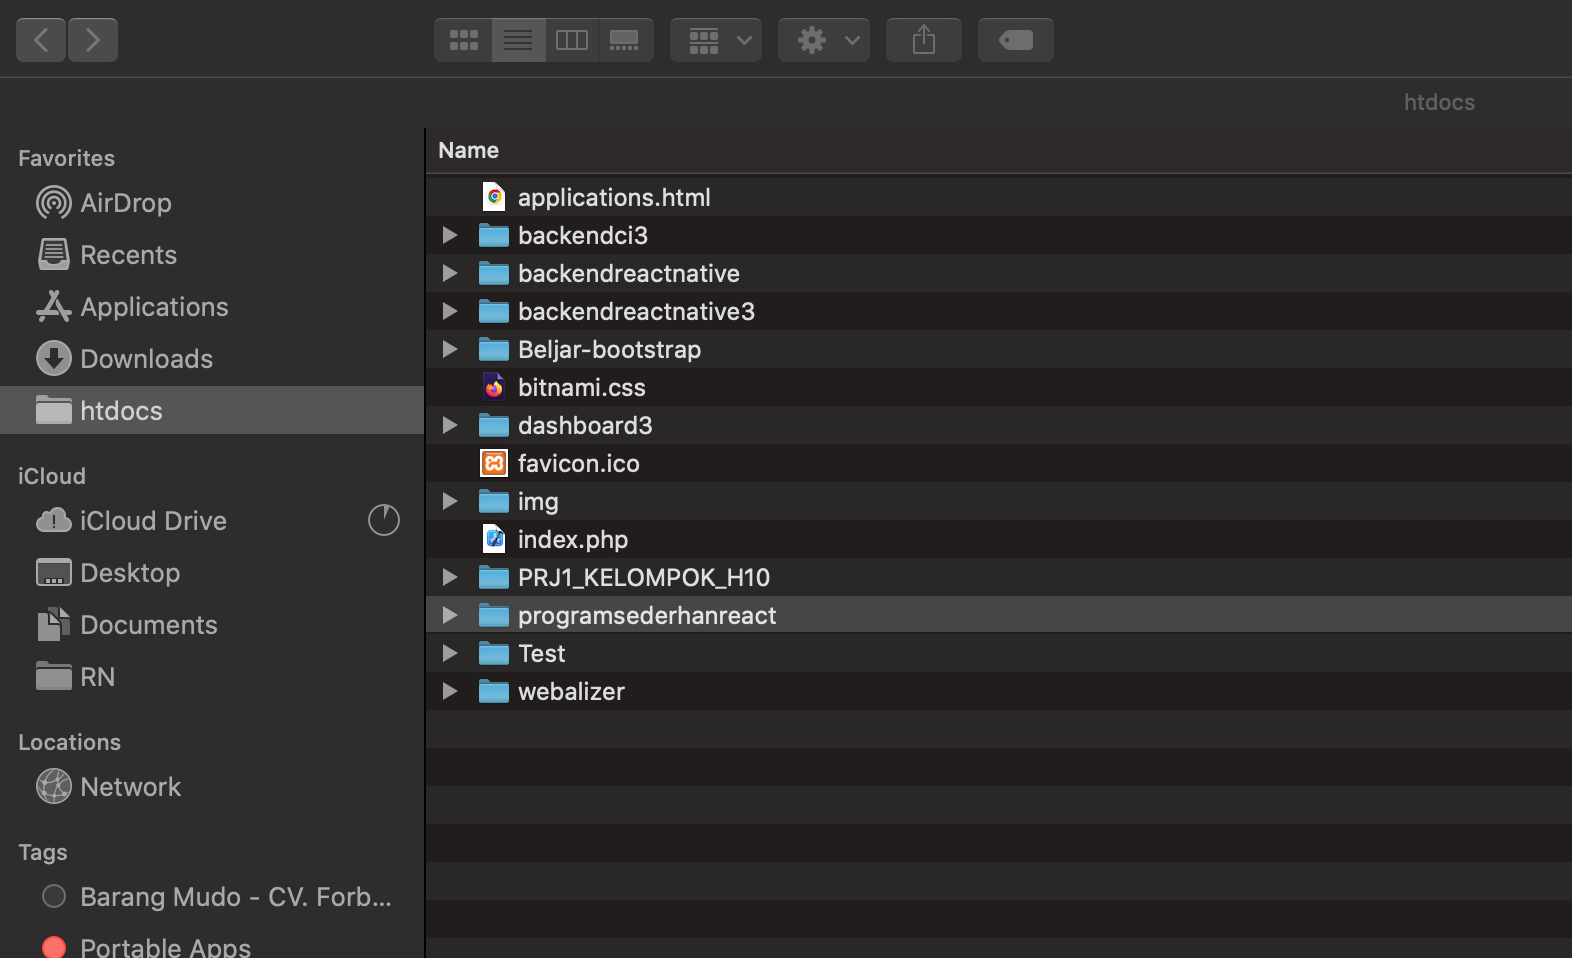 htdocs
Favorites
AirDrop
Recents
Applications
Downloads
htdocs
iCloud
iCloud Drive
Desktop
Documents
RN
Locations
Network
Tags
Barang Mudo - CV. Forb...
Portable Apps
Name
applications.html
backendci3
backendreactnative
backendreactnative3
Beljar-bootstrap
bitnami.css
dashboard3
favicon.ico
img
index.php
PRJ1_KELOMPOK_H10
programsederhanreact
Test
webalizer